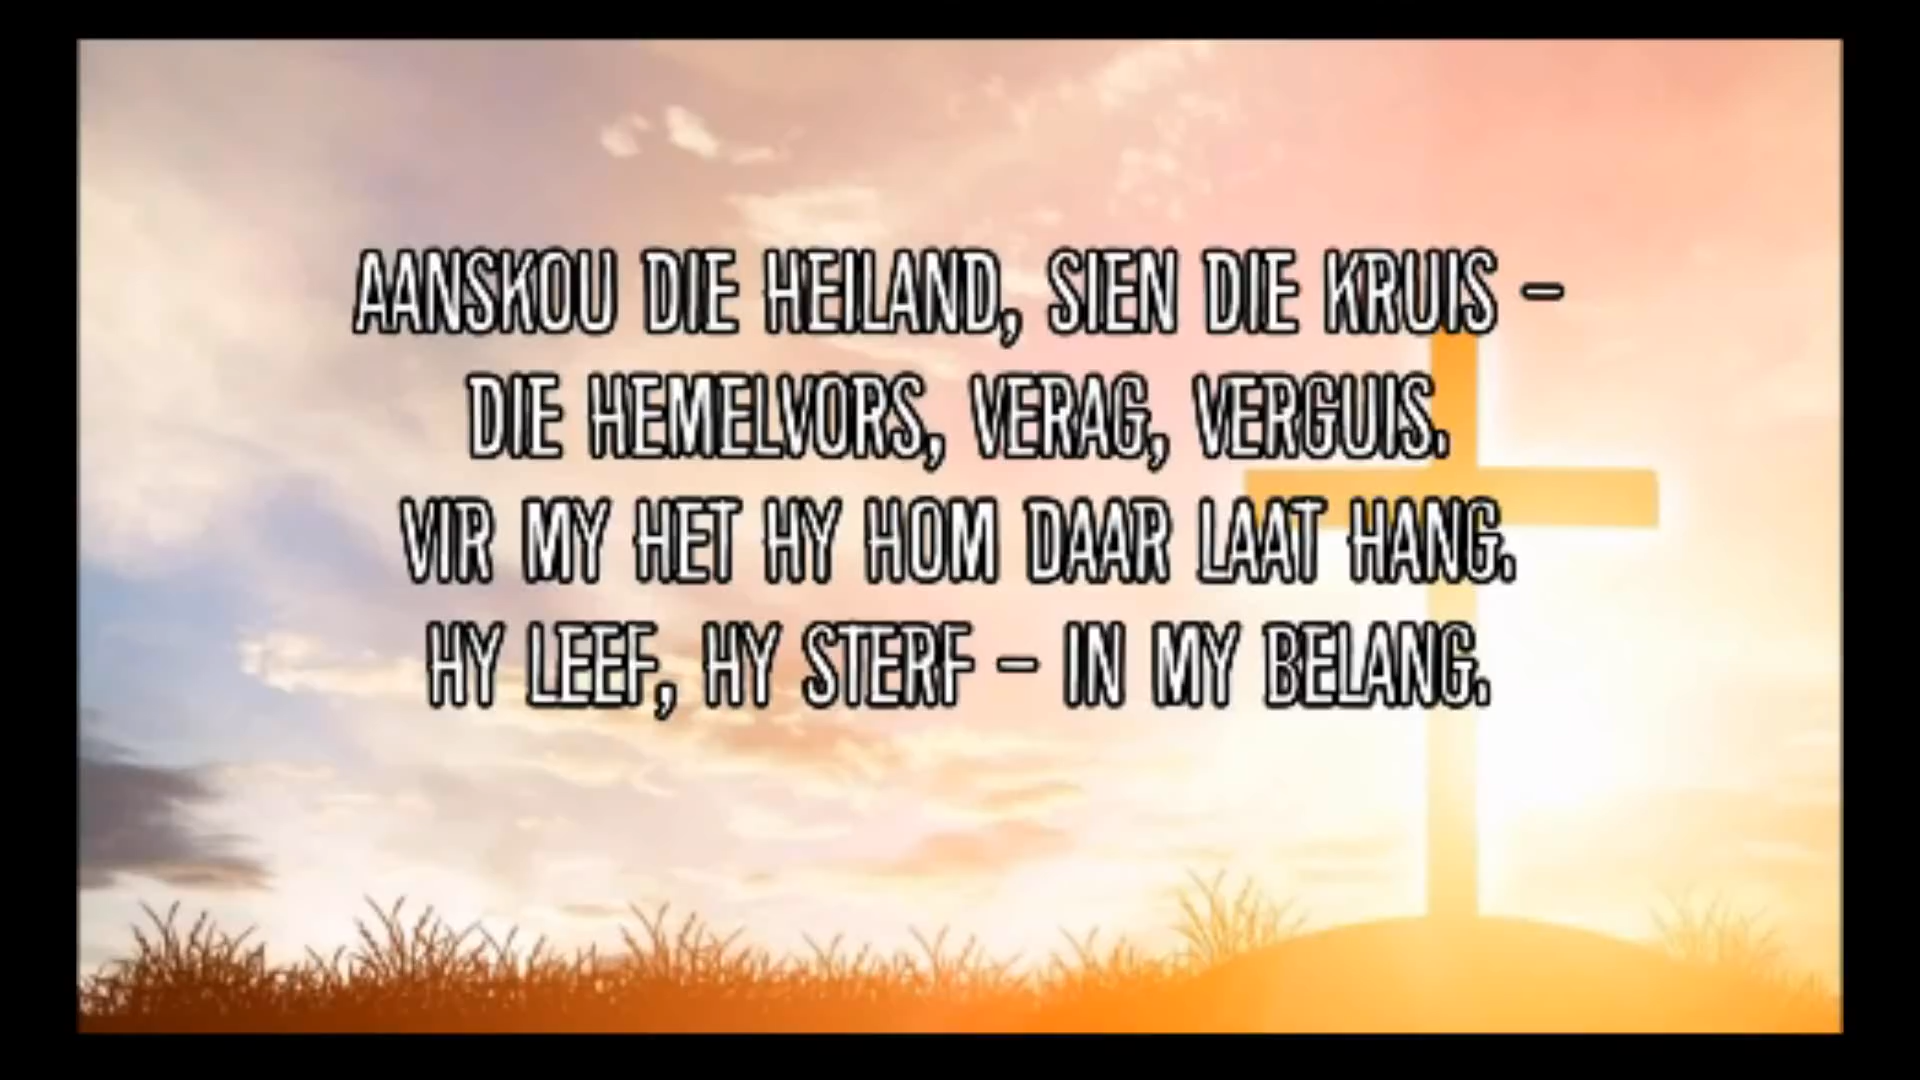 AANSKOU DIE HEILAND, SIEN DIE KRUIS –
DIE HEMELVORS, VERAG, VERGUIS.
VIR MY HET HY HOM DAAR LAAT HANG.
HY LEEF, HY STERF – IN MY BELANG.